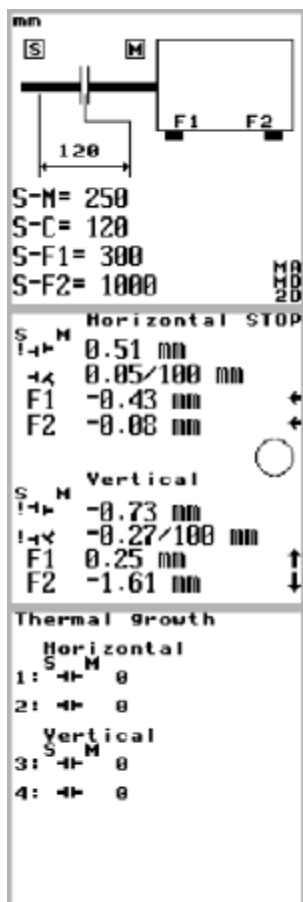 mm
S M
F1 F2
120
S-M= 250
S-C= 120
S-F1= 300
S-F2= 1000
MA
MD
2D
Horizontal STOP
S M
! 0.51 mm
0.05/100 mm
F1 -0.43 mm
F2 -0.08 mm
Vertical
S M
! -0.73 mm
! -0.27/100 mm
F1 0.25 mm
F2 -1.61 mm
Thermal growth
Horizontal
S M
1: 0
2: 0
Vertical
S M
3: 0
4: 0